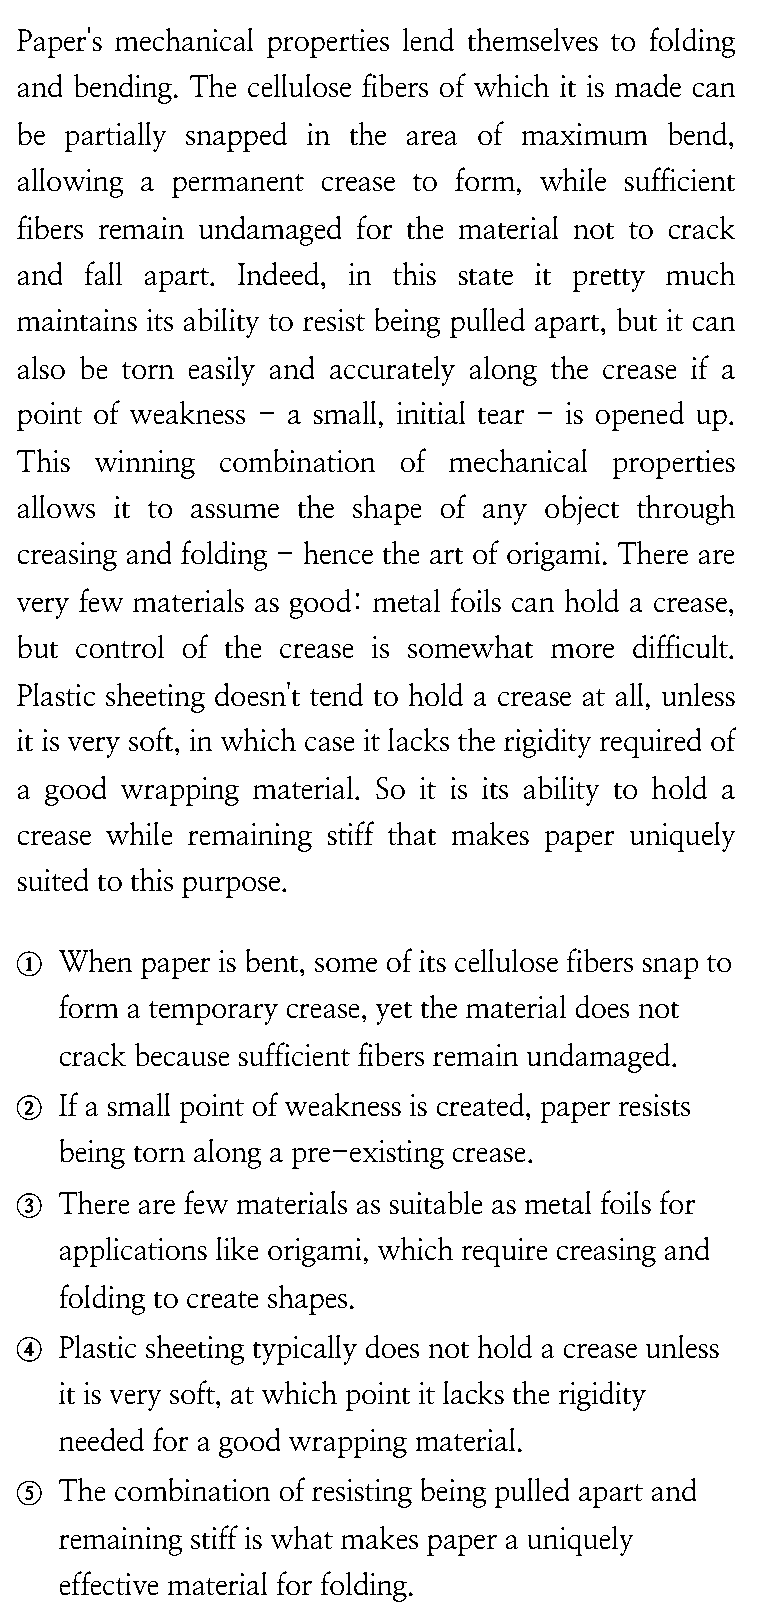 Paper's mechanical properties lend themselves to folding
and bending. The cellulose fibers of which it is made can
be partially snapped in the area of maximum bend,
allowing a permanent crease to form, while sufficient
fibers remain undamaged for the material not to crack
and fall apart. Indeed, in this state it pretty much
maintains its ability to resist being pulled apart, but it can
also be torn easily and accurately along the crease if a
point of weakness - a small, initial tear - is opened up.
This winning combination of mechanical properties
allows it to assume the shape of any object through
creasing and folding - hence the art of origami. There are
very few materials as good: metal foils can hold a crease,
but control of the crease is somewhat more difficult.
Plastic sheeting doesn't tend to hold a crease at all, unless
it is very soft, in which case it lacks the rigidity required of
a good wrapping material. So it is its ability to hold a
crease while remaining stiff that makes paper uniquely
suited to this purpose.
① When paper is bent, some of its cellulose fibers snap to
form a temporary crease, yet the material does not
crack because sufficient fibers remain undamaged.
② If a small point of weakness is created, paper resists
being torn along a pre-existing crease.
③ There are few materials as suitable as metal foils for
applications like origami, which require creasing and
folding to create shapes.
④ Plastic sheeting typically does not hold a crease unless
it is very soft, at which point it lacks the rigidity
needed for a good wrapping material.
⑤ The combination of resisting being pulled apart and
remaining stiff is what makes paper a uniquely
effective material for folding.